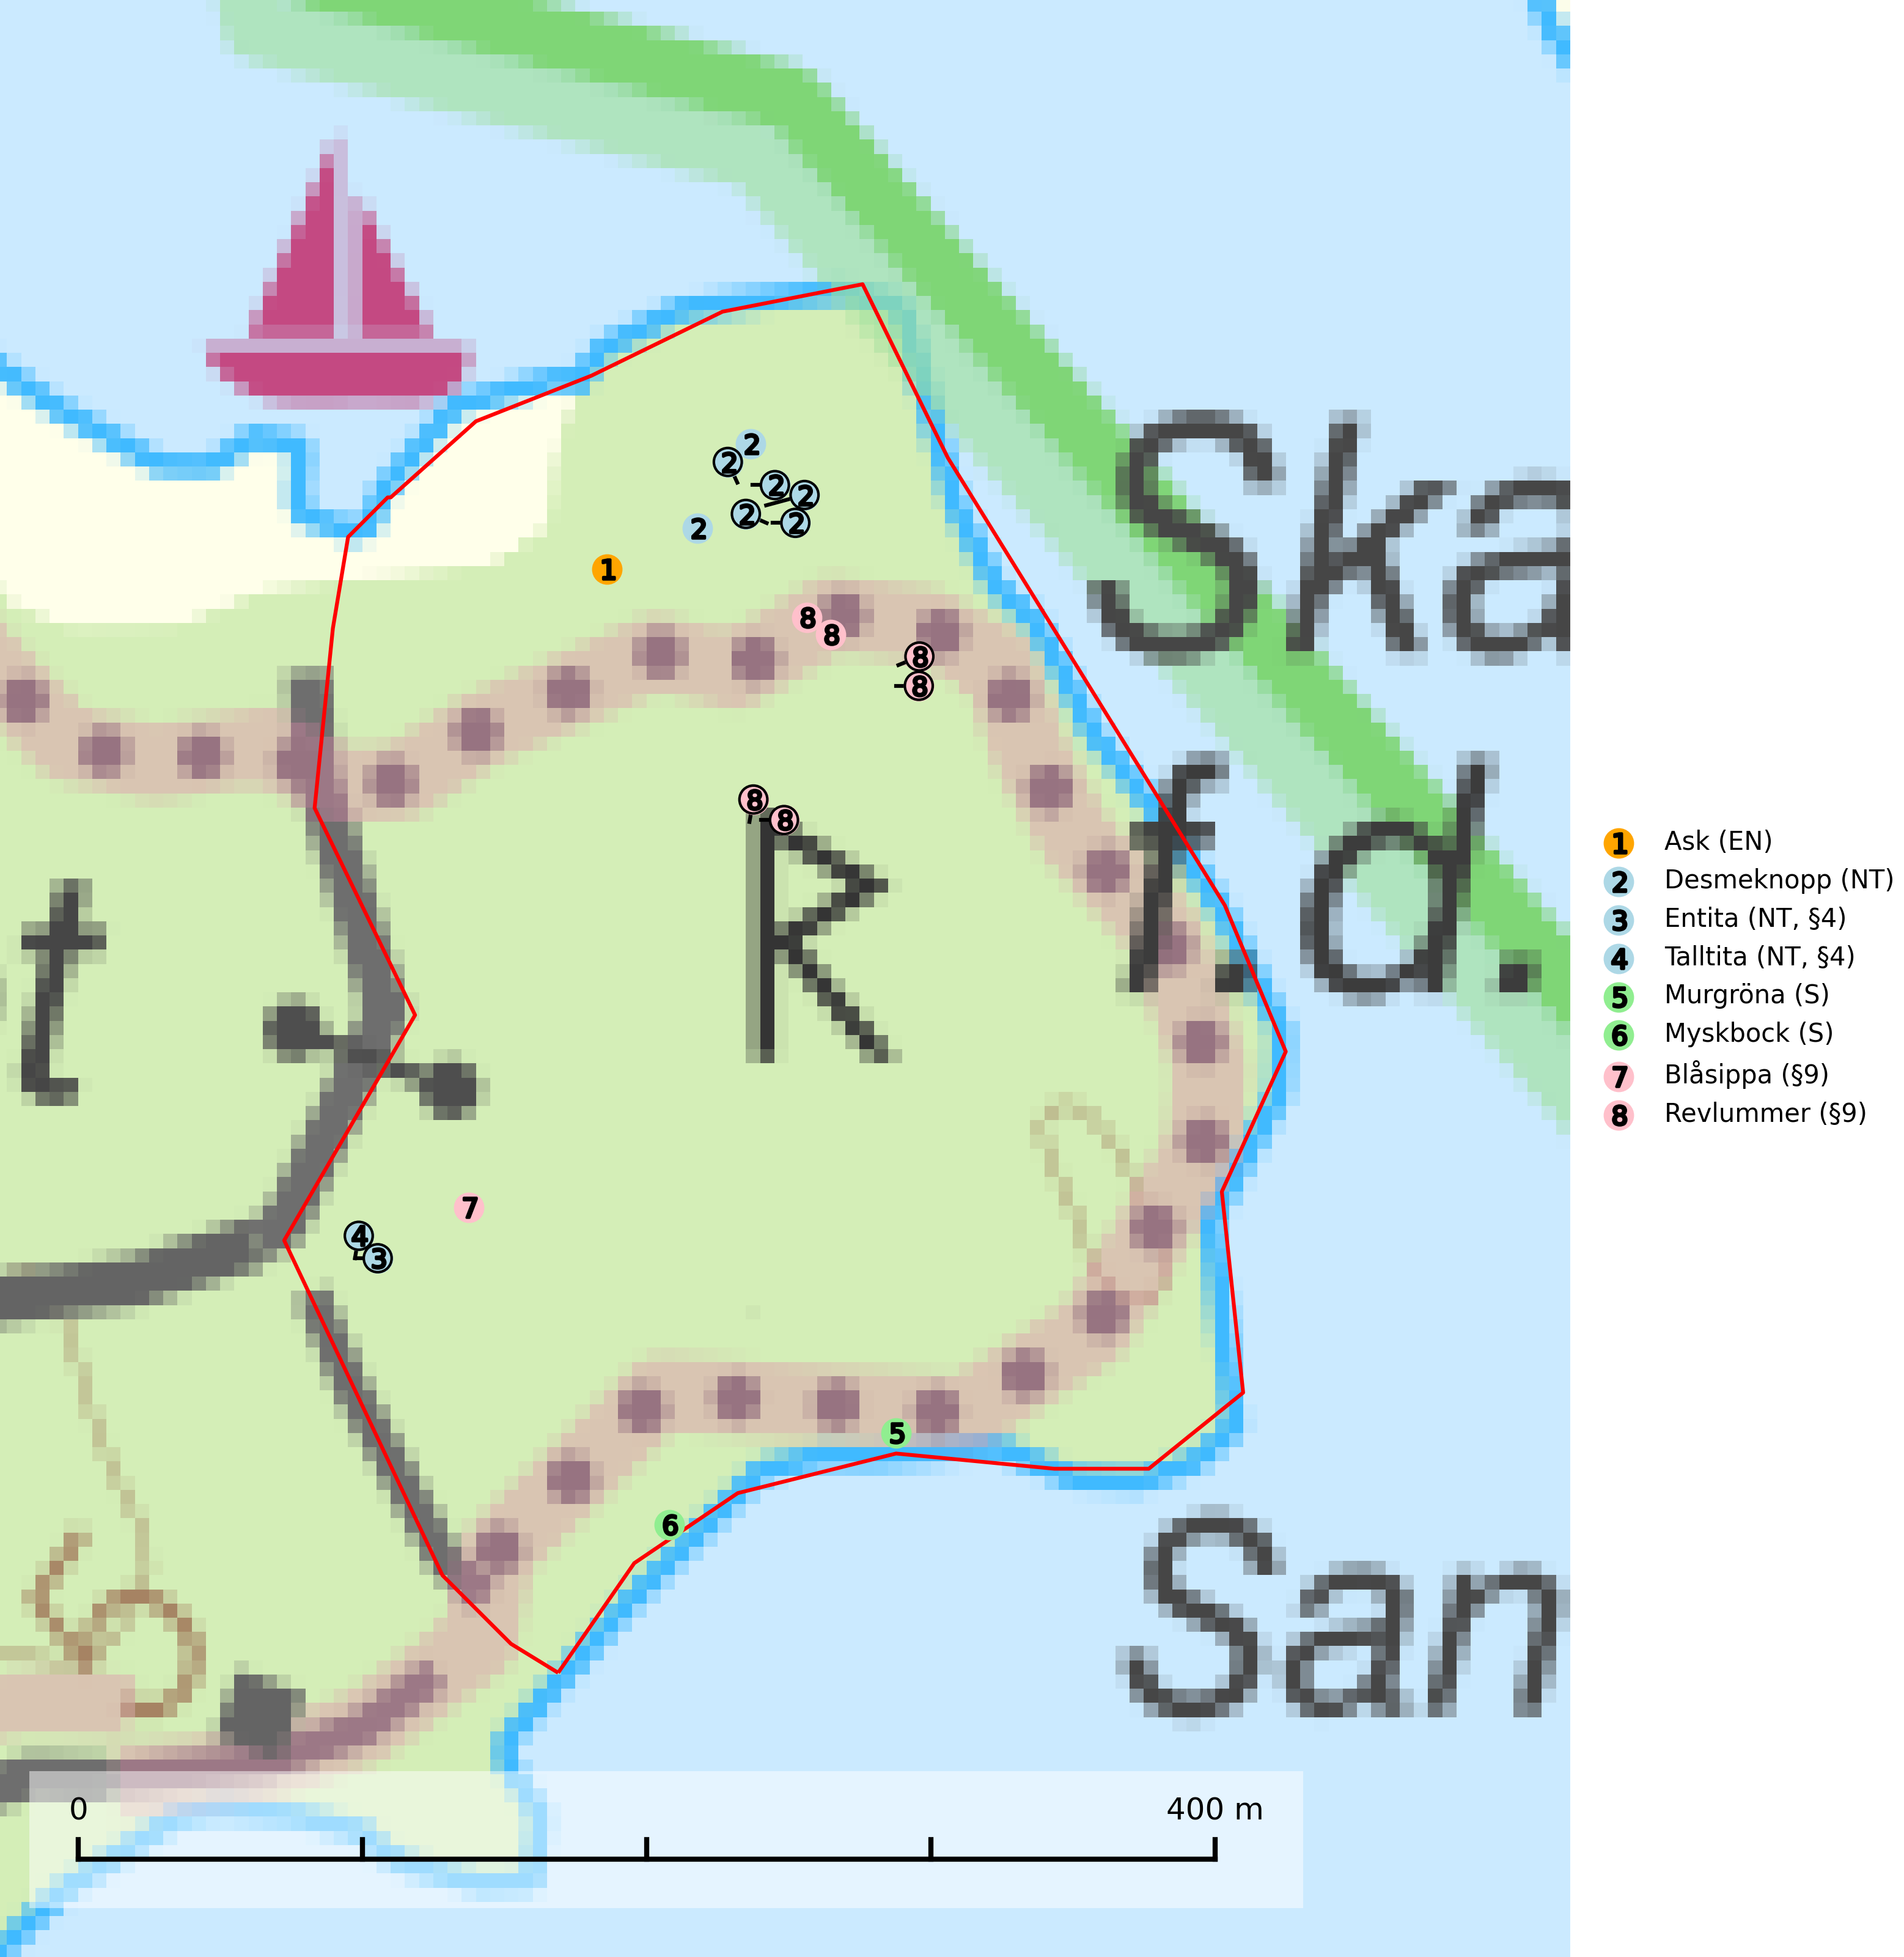 2
2
2
2
2
2
2
1
8
8
8
8
Ska
8
8
R
f
d.
t
7
4
3
5
6
San
0
400 m
1 Ask (EN)
2 Desmeknopp (NT)
3 Entita (NT, §4)
4 Talltita (NT, §4)
5 Murgröna (S)
6 Myskbock (S)
7 Blåsippa (§9)
8 Revlummer (§9)